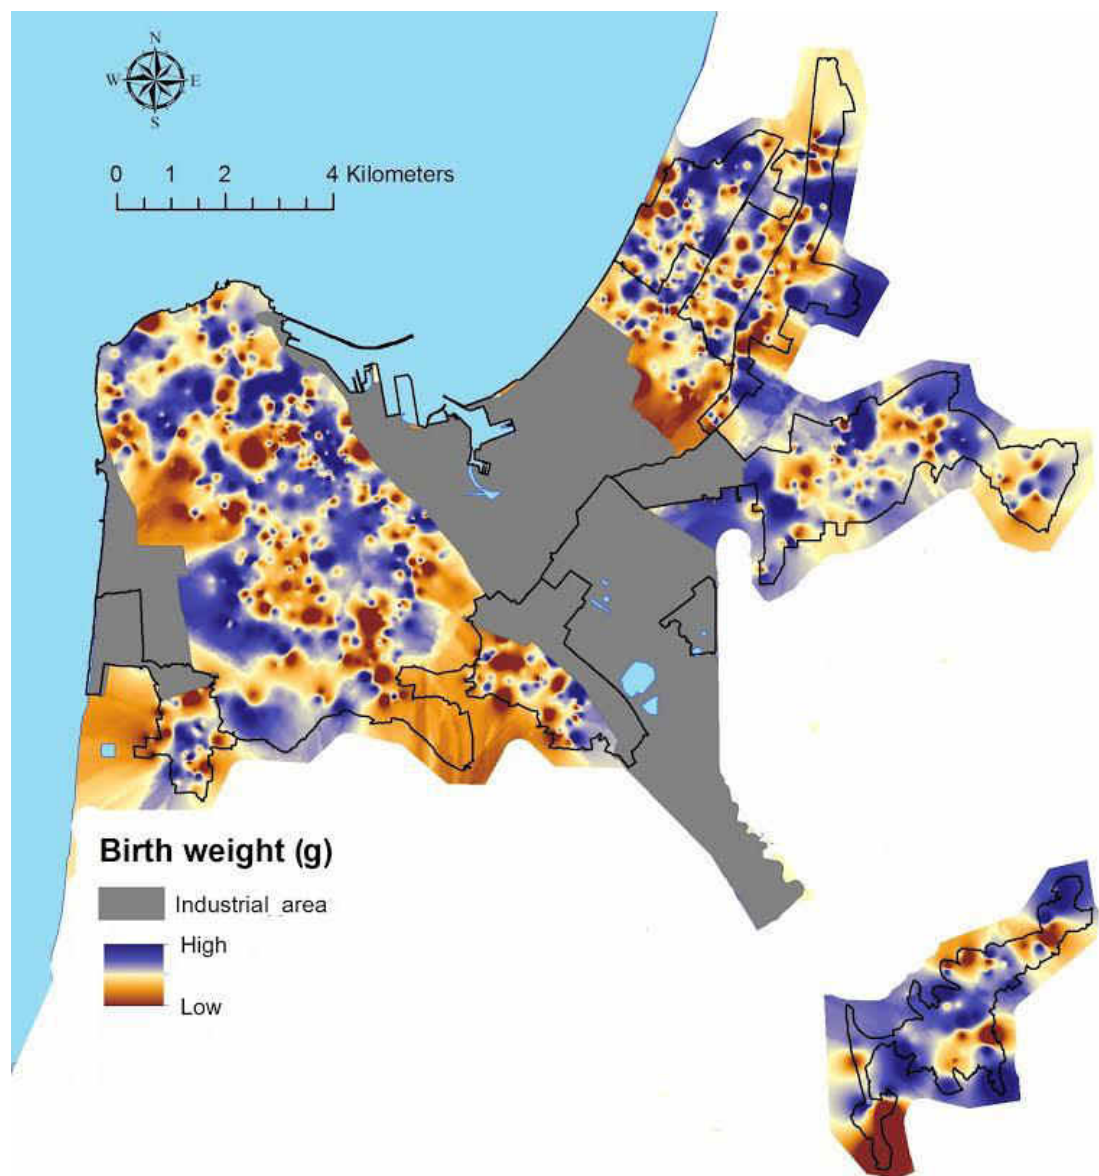 N
W E
S
0 1 2 4 Kilometers
Birth weight (g)
Industrial_area
High
Low